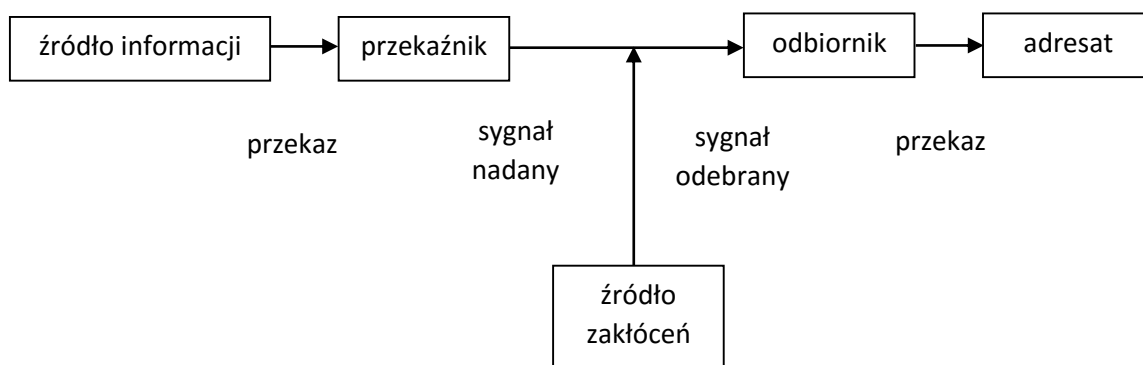 źródło informacji
przekaźnik
odbiornik
adresat
przekaz
sygnał
nadany
sygnał
odebrany
przekaz
źródło
zakłóceń